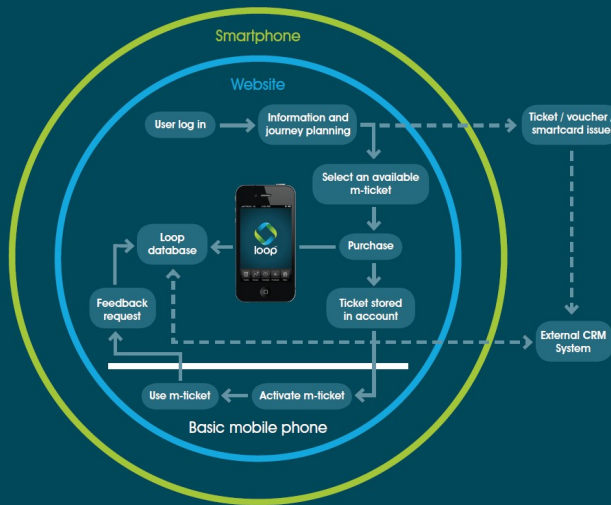 Smartphone
Website
User log in
Information and
journey planning
Ticket / voucher /
smartcard issue
Select an available
m-ticket
Loop
database
loop
Purchase
Feedback
request
Ticket stored
in account
External CRM
System
Use m-ticket
Activate m-ticket
Basic mobile phone